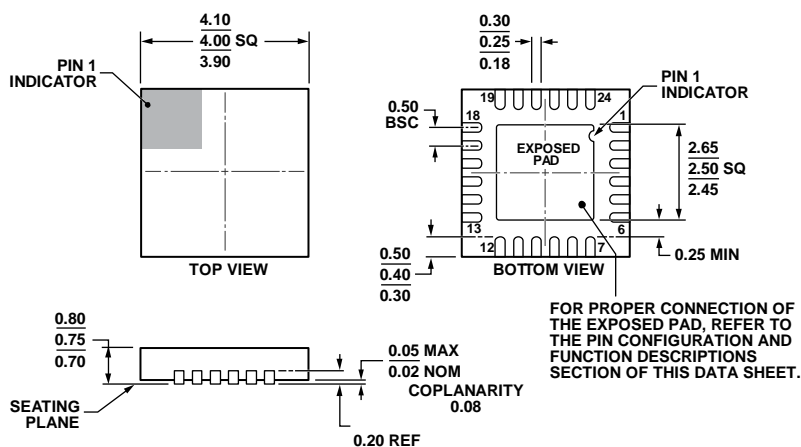 4.10
4.00 SQ
3.90
PIN 1
INDICATOR
TOP VIEW
0.30
0.25
0.18
0.50
BSC
19
24
18
1
PIN 1
INDICATOR
EXPOSED
PAD
2.65
2.50 SQ
2.45
13
6
12
7
0.50
0.40
0.30
BOTTOM VIEW
0.25 MIN
FOR PROPER CONNECTION OF
THE EXPOSED PAD, REFER TO
THE PIN CONFIGURATION AND
FUNCTION DESCRIPTIONS
SECTION OF THIS DATA SHEET.
0.80
0.75
0.70
SEATING
PLANE
0.05 MAX
0.02 NOM
COPLANARITY
0.08
0.20 REF